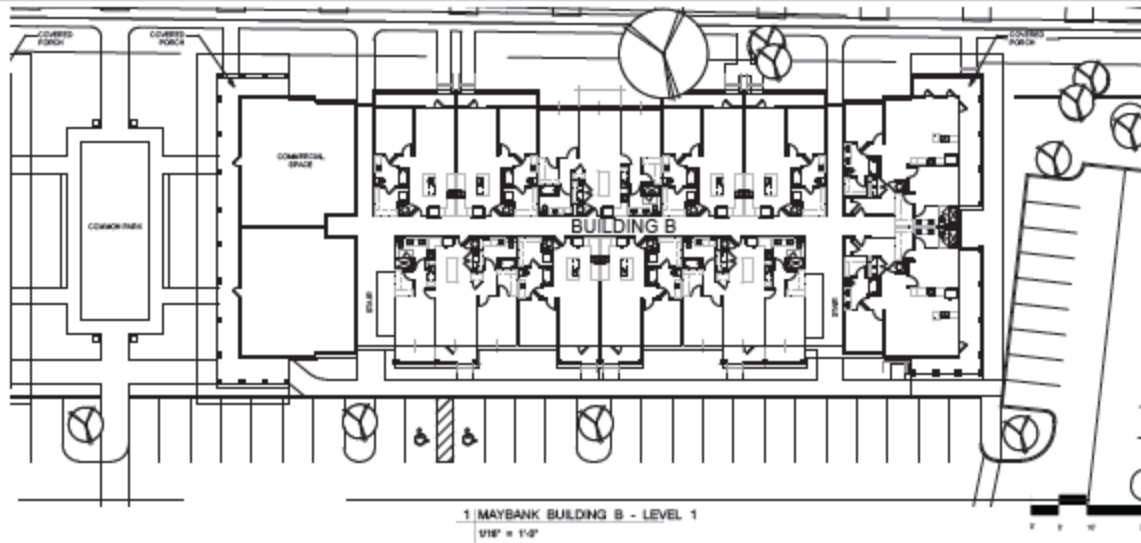 COVERED
PORCH
COVERED
PORCH
COVERED
PORCH
COMMERCIAL
SPACE
COMMON PARK
BUILDING B
STAIR
STAIR
1 MAYBANK BUILDING B - LEVEL 1
1/16" = 1'-0"